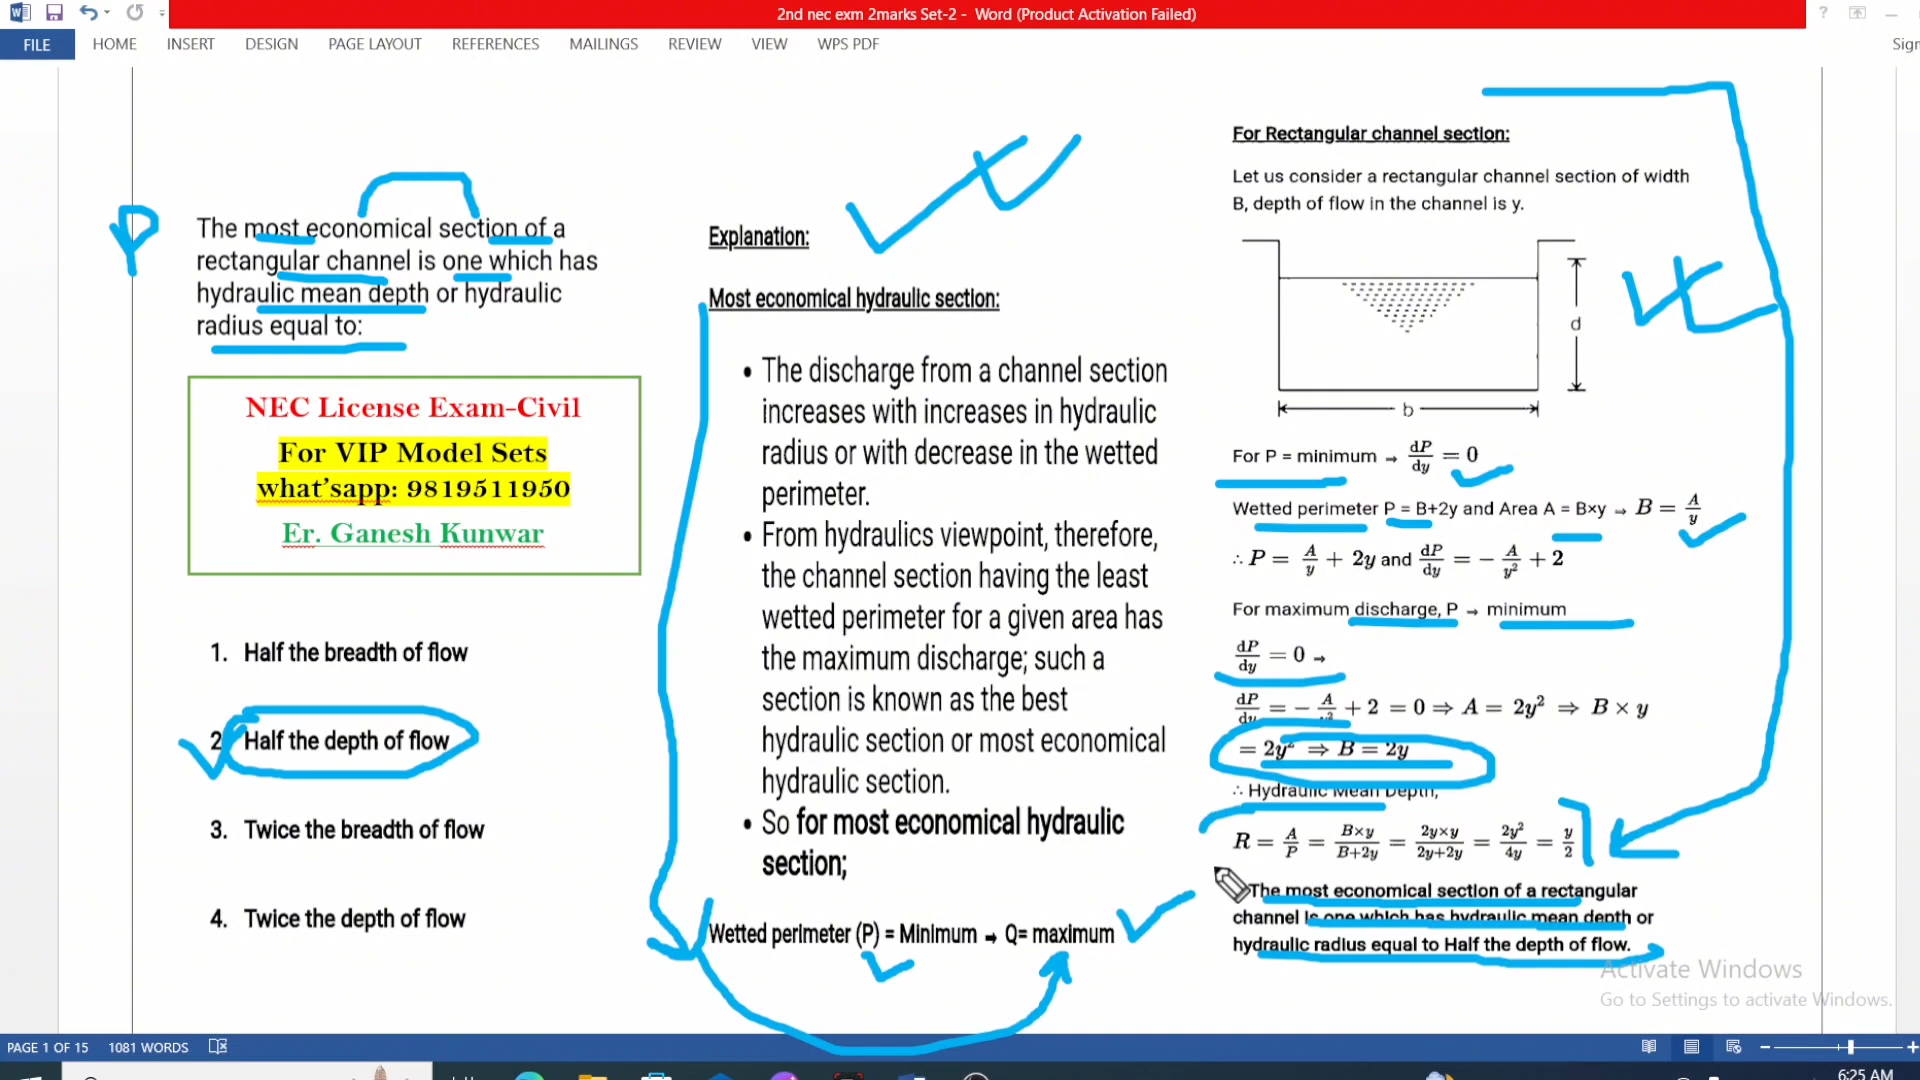 2nd nec exm 2marks Set-2 - Word (Product Activation Failed)
FILE HOME INSERT DESIGN PAGE LAYOUT REFERENCES MAILINGS REVIEW VIEW WPS PDF
The most economical section of a
rectangular channel is one which has
hydraulic mean depth or hydraulic
radius equal to:
NEC License Exam-Civil
For VIP Model Sets
what’sapp: 9819511950
Er. Ganesh Kunwar
1. Half the breadth of flow
2. Half the depth of flow
3. Twice the breadth of flow
4. Twice the depth of flow
Explanation:
Most economical hydraulic section:
• The discharge from a channel section
increases with increases in hydraulic
radius or with decrease in the wetted
perimeter.
• From hydraulics viewpoint, therefore,
the channel section having the least
wetted perimeter for a given area has
the maximum discharge; such a
section is known as the best
hydraulic section or most economical
hydraulic section.
• So for most economical hydraulic
section;
Wetted perimeter (P) = Minimum → Q= maximum
For Rectangular channel section:
Let us consider a rectangular channel section of width
B, depth of flow in the channel is y.
d
b
For P = minimum → dP/dy = 0
Wetted perimeter P = B+2y and Area A = B×y → B = A/y
∴ P = A/y + 2y and dP/dy = − A/y² + 2
For maximum discharge, P → minimum
dP/dy = 0 →
dP/dy = − A/y² + 2 = 0 ⇒ A = 2y² ⇒ B × y
= 2y² ⇒ B = 2y
∴ Hydraulic Mean Depth,
R = A/P = B×y/B+2y = 2y×y/2y+2y = 2y²/4y = y/2
The most economical section of a rectangular
channel is one which has hydraulic mean depth or
hydraulic radius equal to Half the depth of flow.
Activate Windows
Go to Settings to activate Windows.
PAGE 1 OF 15 1081 WORDS
6:25 AM